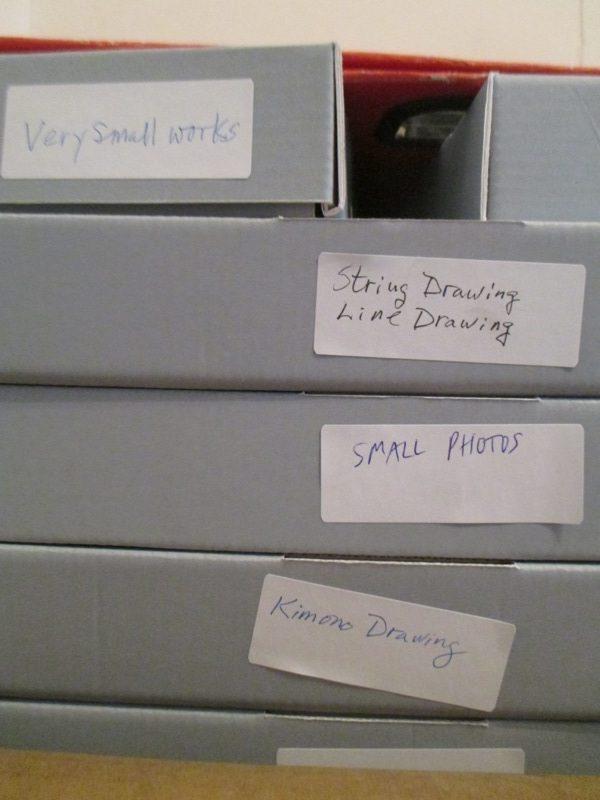 Very Small works
String Drawing
Line Drawing
SMALL PHOTOS
Kimono Drawing